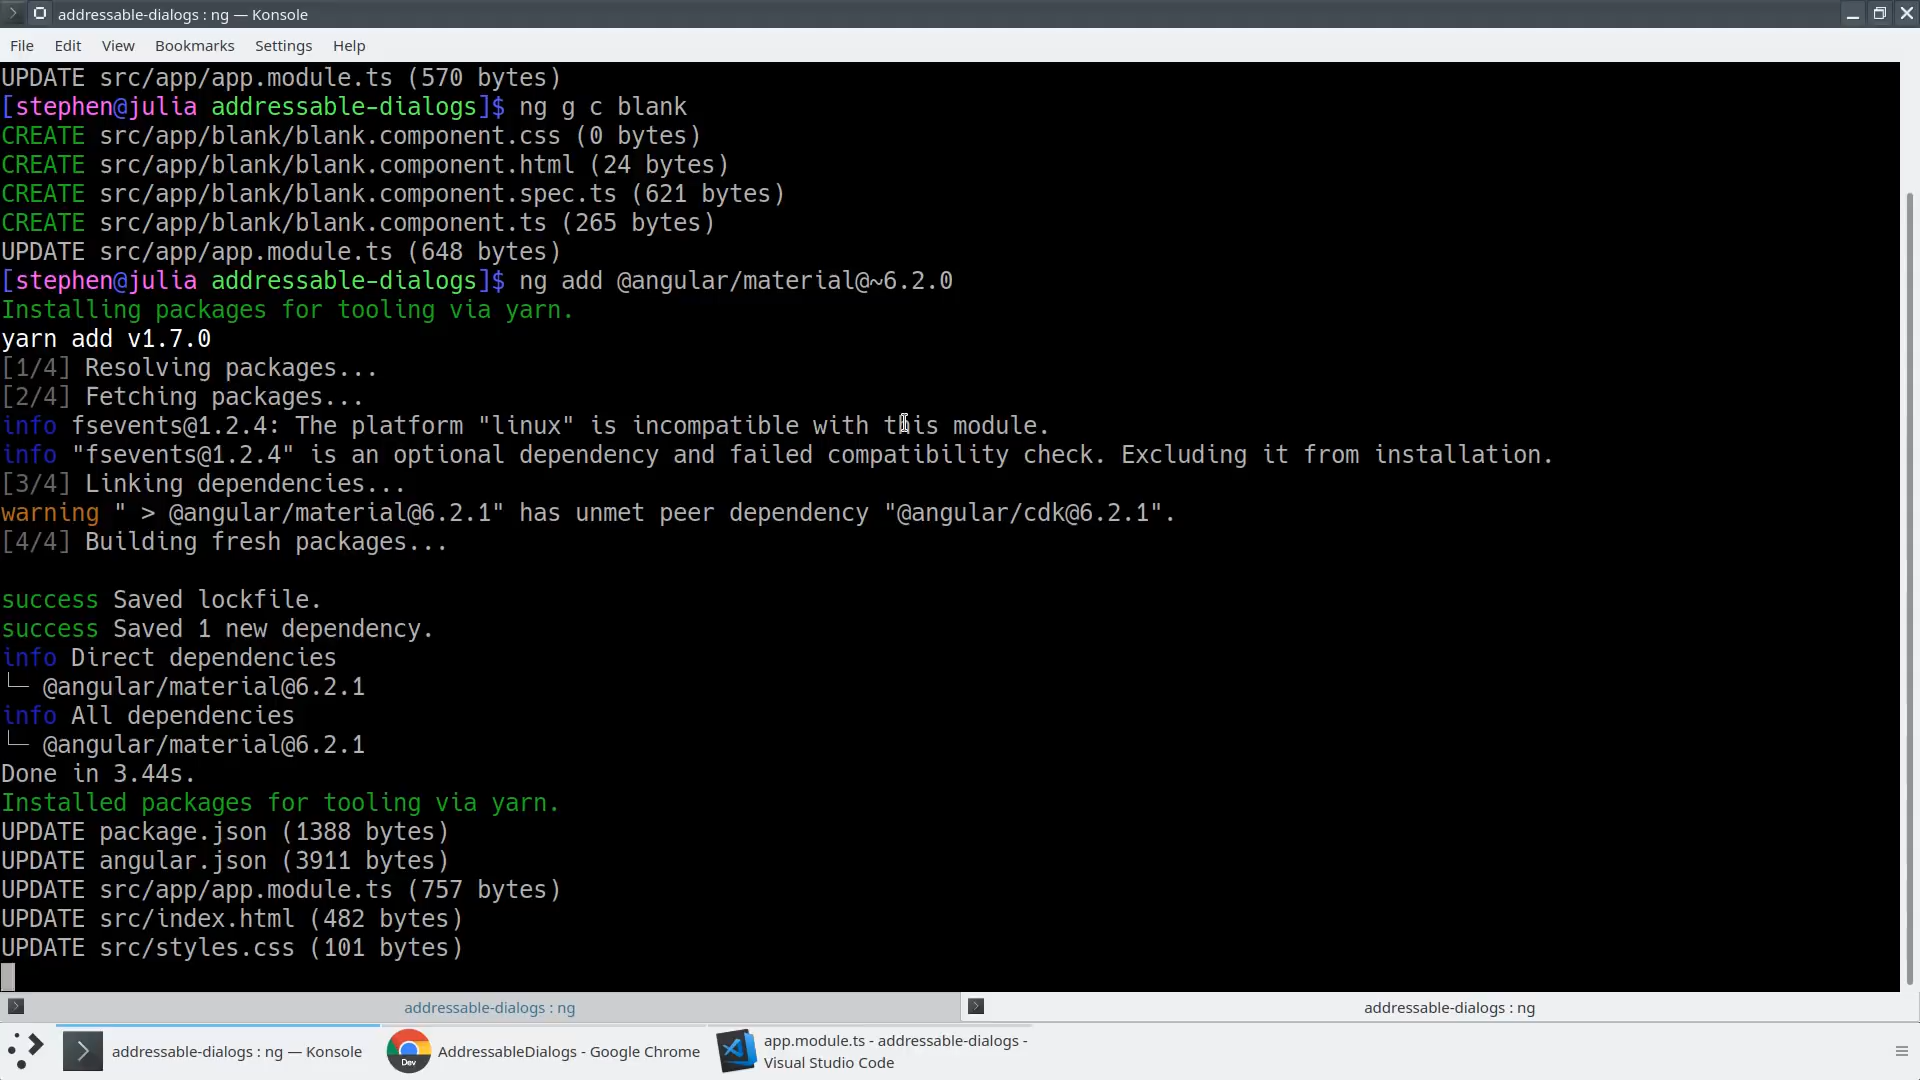 addressable-dialogs : ng — Konsole
File Edit View Bookmarks Settings Help
UPDATE src/app/app.module.ts (570 bytes)
[stephen@julia addressable-dialogs]$ ng g c blank
CREATE src/app/blank/blank.component.css (0 bytes)
CREATE src/app/blank/blank.component.html (24 bytes)
CREATE src/app/blank/blank.component.spec.ts (621 bytes)
CREATE src/app/blank/blank.component.ts (265 bytes)
UPDATE src/app/app.module.ts (648 bytes)
[stephen@julia addressable-dialogs]$ ng add @angular/material@~6.2.0
Installing packages for tooling via yarn.
yarn add v1.7.0
[1/4] Resolving packages...
[2/4] Fetching packages...
info fsevents@1.2.4: The platform "linux" is incompatible with this module.
info "fsevents@1.2.4" is an optional dependency and failed compatibility check. Excluding it from installation.
[3/4] Linking dependencies...
warning " > @angular/material@6.2.1" has unmet peer dependency "@angular/cdk@6.2.1".
[4/4] Building fresh packages...
success Saved lockfile.
success Saved 1 new dependency.
info Direct dependencies
└─ @angular/material@6.2.1
info All dependencies
└─ @angular/material@6.2.1
Done in 3.44s.
Installed packages for tooling via yarn.
UPDATE package.json (1388 bytes)
UPDATE angular.json (3911 bytes)
UPDATE src/app/app.module.ts (757 bytes)
UPDATE src/index.html (482 bytes)
UPDATE src/styles.css (101 bytes)
addressable-dialogs : ng addressable-dialogs : ng
addressable-dialogs : ng — Konsole
Dev
AddressableDialogs - Google Chrome
app.module.ts - addressable-dialogs -
Visual Studio Code